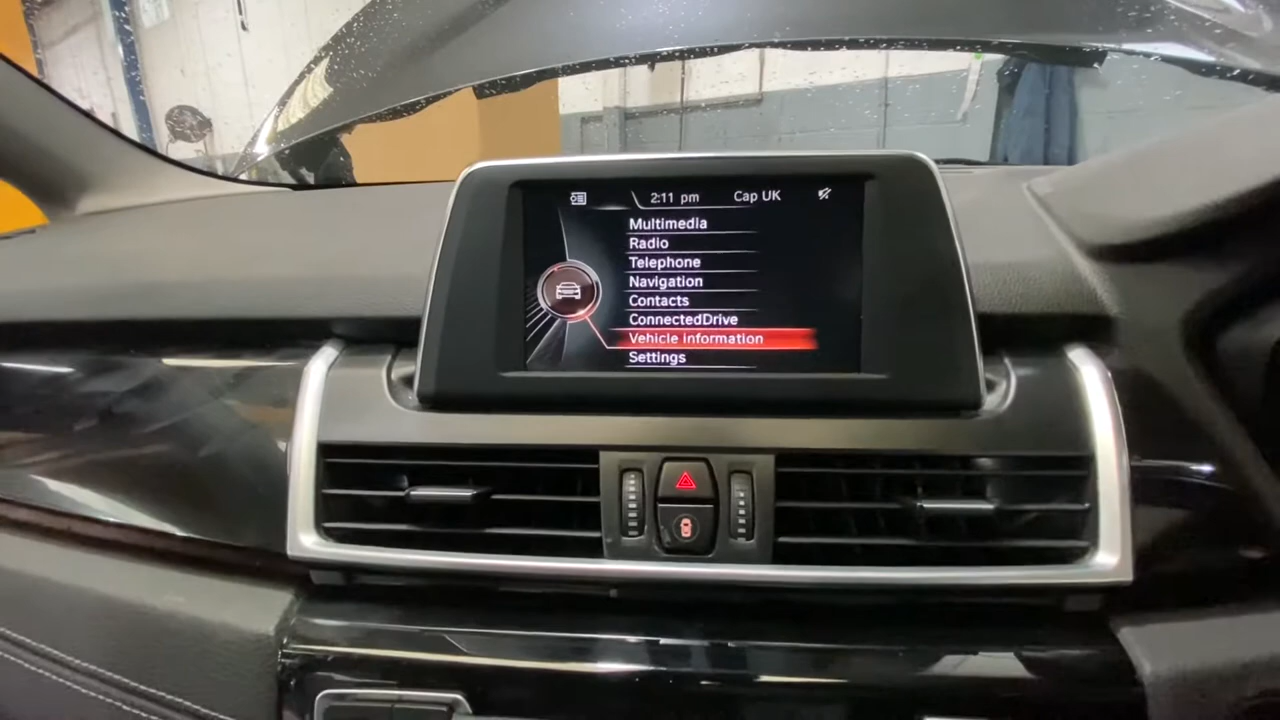 2:11 pm Cap UK
Multimedia
Radio
Telephone
Navigation
Contacts
ConnectedDrive
Vehicle information
Settings